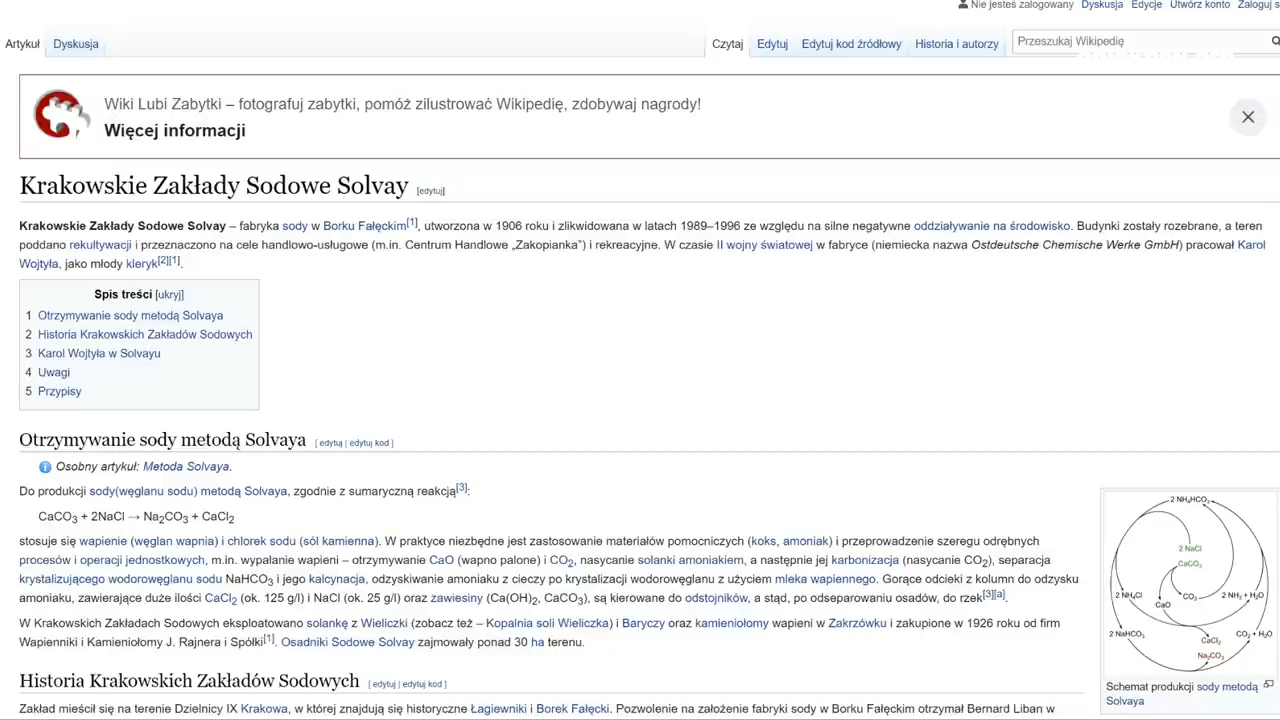 Nie jesteś zalogowany Dyskusja Edycje Utwórz konto Zaloguj s
Artykuł Dyskusja Czytaj Edytuj Edytuj kod źródłowy Historia i autorzy Przeszukaj Wikipedię
Wiki Lubi Zabytki – fotografuj zabytki, pomóż zilustrować Wikipedię, zdobywaj nagrody!
Więcej informacji
Krakowskie Zakłady Sodowe Solvay [edytuj]
Krakowskie Zakłady Sodowe Solvay – fabryka sody w Borku Fałęckim[1], utworzona w 1906 roku i zlikwidowana w latach 1989–1996 ze względu na silne negatywne oddziaływanie na środowisko. Budynki zostały rozebrane, a teren
poddano rekultywacji i przeznaczono na cele handlowo-usługowe (m.in. Centrum Handlowe „Zakopianka”) i rekreacyjne. W czasie II wojny światowej w fabryce (niemiecka nazwa Ostdeutsche Chemische Werke GmbH) pracował Karol
Wojtyła, jako młody kleryk[2][1].
Spis treści [ukryj]
1 Otrzymywanie sody metodą Solvaya
2 Historia Krakowskich Zakładów Sodowych
3 Karol Wojtyła w Solvayu
4 Uwagi
5 Przypisy
Otrzymywanie sody metodą Solvaya [ edytuj | edytuj kod ]
Osobny artykuł: Metoda Solvaya.
Do produkcji sody(węglanu sodu) metodą Solvaya, zgodnie z sumaryczną reakcją[3]:
CaCO3 + 2NaCl → Na2CO3 + CaCl2
stosuje się wapienie (węglan wapnia) i chlorek sodu (sól kamienna). W praktyce niezbędne jest zastosowanie materiałów pomocniczych (koks, amoniak) i przeprowadzenie szeregu odrębnych
procesów i operacji jednostkowych, m.in. wypalanie wapieni – otrzymywanie CaO (wapno palone) i CO2, nasycanie solanki amoniakiem, a następnie jej karbonizacja (nasycanie CO2), separacja
krystalizującego wodorowęglanu sodu NaHCO3 i jego kalcynacja, odzyskiwanie amoniaku z cieczy po krystalizacji wodorowęglanu z użyciem mleka wapiennego. Gorące odcieki z kolumn do odzysku
amoniaku, zawierające duże ilości CaCl2 (ok. 125 g/l) i NaCl (ok. 25 g/l) oraz zawiesiny (Ca(OH)2, CaCO3), są kierowane do odstojników, a stąd, po odseparowaniu osadów, do rzek[3][a].
W Krakowskich Zakładach Sodowych eksploatowano solankę z Wieliczki (zobacz też – Kopalnia soli Wieliczka) i Baryczy oraz kamieniołomy wapieni w Zakrzówku i zakupione w 1926 roku od firm
Wapienniki i Kamieniołomy J. Rajnera i Spółki[1]. Osadniki Sodowe Solvay zajmowały ponad 30 ha terenu.
2 NH4HCO3
2 NaCl
CaCO3
2 NH4Cl CaO CO2 2 NH3 + H2O
2 NaHCO3 CaCl2 CO2 + H2O
Na2CO3
Schemat produkcji sody metodą
Solvaya
Historia Krakowskich Zakładów Sodowych [ edytuj | edytuj kod ]
Zakład mieścił się na terenie Dzielnicy IX Krakowa, w której znajdują się historyczne Łagiewniki i Borek Fałęcki. Pozwolenie na założenie fabryki sody w Borku Fałęckim otrzymał Bernard Liban w